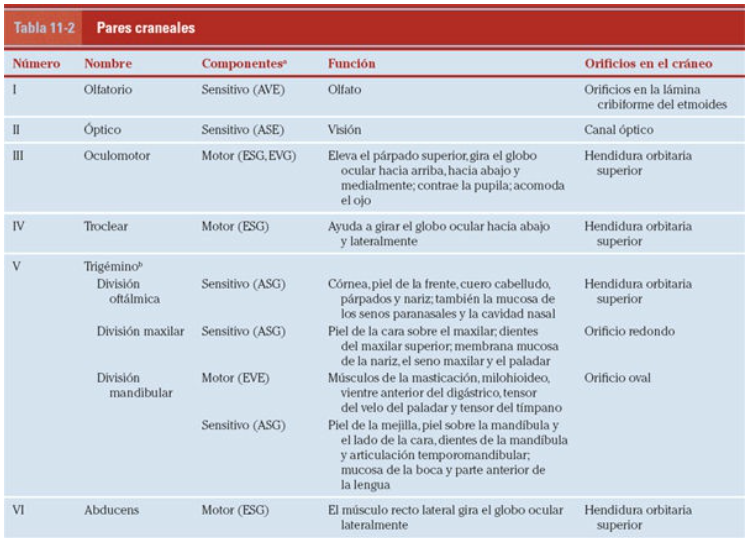 Tabla 11-2 Pares craneales
Número Nombre Componentesª Función Orificios en el cráneo
I Olfatorio Sensitivo (AVE) Olfato Orificios en la lámina
cribiforme del etmoides
II Óptico Sensitivo (ASE) Visión Canal óptico
III Oculomotor Motor (ESG, EVG) Eleva el párpado superior, gira el globo Hendidura orbitaria
ocular hacia arriba, hacia abajo y superior
medialmente; contrae la pupila; acomoda
el ojo
IV Troclear Motor (ESG) Ayuda a girar el globo ocular hacia abajo Hendidura orbitaria
y lateralmente superior
V Trigéminoᵇ
División Sensitivo (ASG) Córnea, piel de la frente, cuero cabelludo, Hendidura orbitaria
oftálmica párpados y nariz; también la mucosa de superior
los senos paranasales y la cavidad nasal
División maxilar Sensitivo (ASG) Piel de la cara sobre el maxilar; dientes Orificio redondo
del maxilar superior; membrana mucosa
de la nariz, el seno maxilar y el paladar
División Motor (EVE) Músculos de la masticación, milohioideo, Orificio oval
mandibular vientre anterior del digástrico, tensor
del velo del paladar y tensor del tímpano
Sensitivo (ASG) Piel de la mejilla, piel sobre la mandíbula y
el lado de la cara, dientes de la mandíbula
y articulación temporomandibular;
mucosa de la boca y parte anterior de
la lengua
VI Abducens Motor (ESG) El músculo recto lateral gira el globo ocular Hendidura orbitaria
lateralmente superior